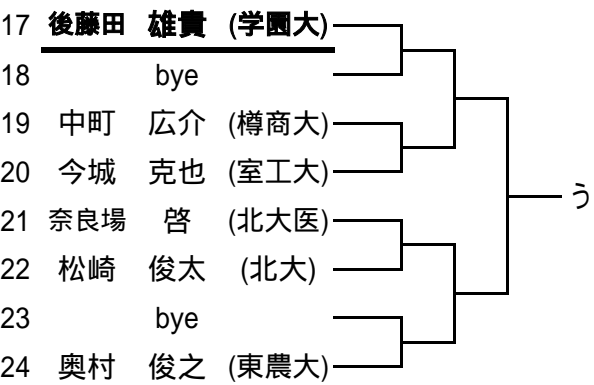 17 後藤田 雄貴 (学園大)
18 bye
19 中町 広介 (樽商大)
20 今城 克也 (室工大)
21 奈良場 啓 (北大医)
22 松崎 俊太 (北大)
23 bye
24 奥村 俊之 (東農大)
う